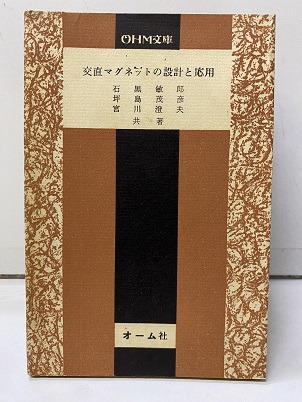 OHM文庫
交直マグネットの設計と応用
石黒敏郎
坪島茂彦
宮川澄夫
共著
オーム社